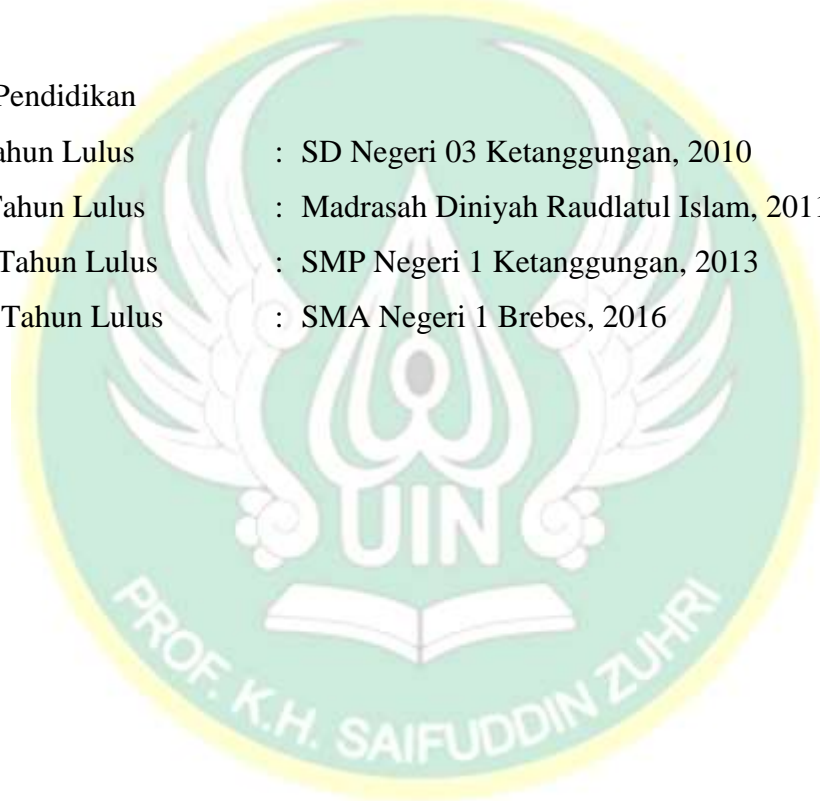 Pendidikan
ahun Lulus : SD Negeri 03 Ketanggungan, 2010
Tahun Lulus : Madrasah Diniyah Raudlatul Islam, 2011
Tahun Lulus : SMP Negeri 1 Ketanggungan, 2013
Tahun Lulus : SMA Negeri 1 Brebes, 2016
UIN
PROF. K.H. SAIFUDDIN ZUHRI